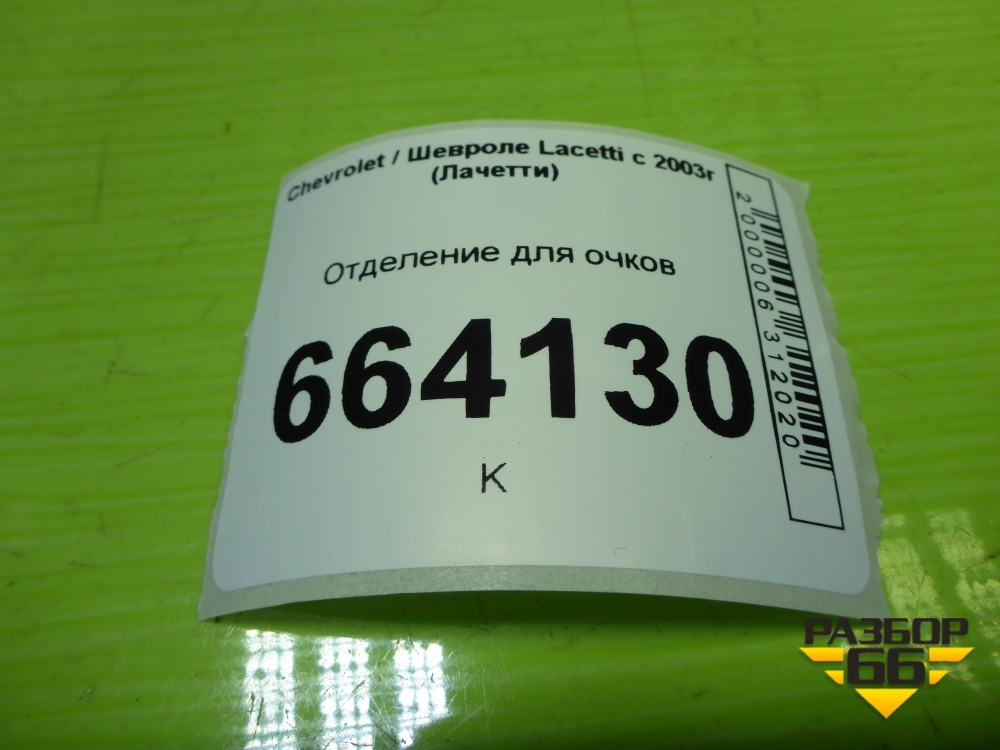 Chevrolet / Шевроле Lacetti с 2003г
(Лачетти)
Отделение для очков
664130
К
2000006312020
РАЗБОР
66